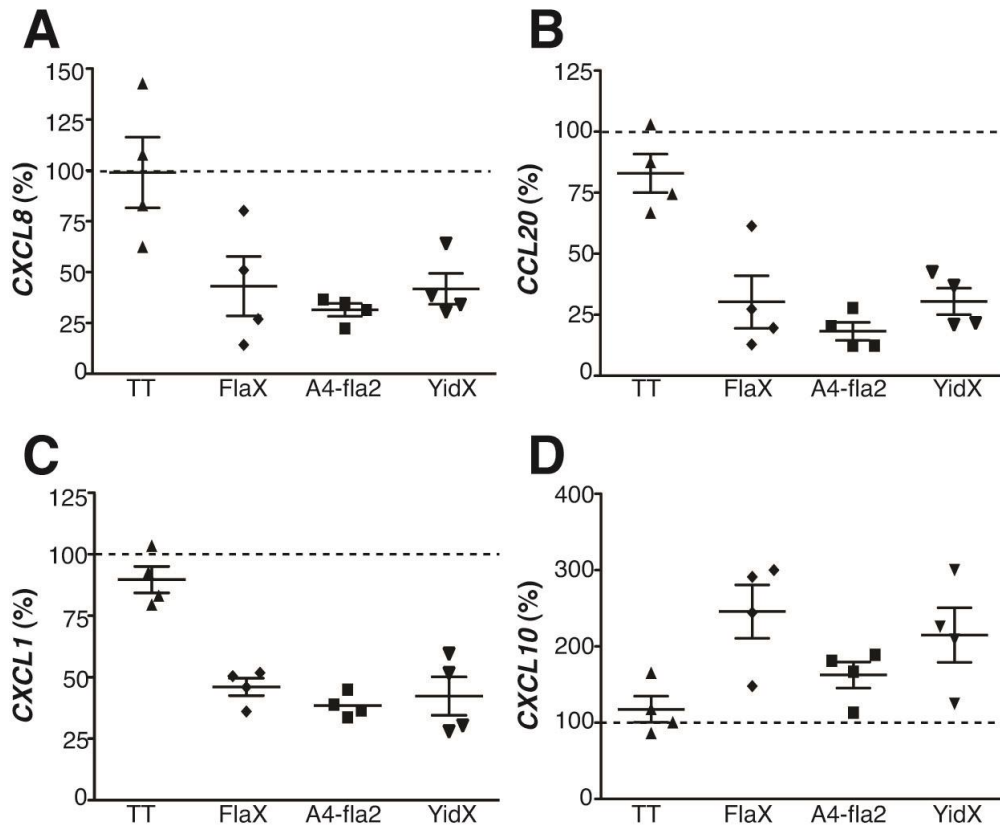 A
CXCL8 (%)
150
125
100
75
50
25
0
TT FlaX A4-fla2 YidX
B
CCL20 (%)
125
100
75
50
25
0
TT FlaX A4-fla2 YidX
C
CXCL1 (%)
125
100
75
50
25
0
TT FlaX A4-fla2 YidX
D
CXCL10 (%)
400
300
200
100
0
TT FlaX A4-fla2 YidX